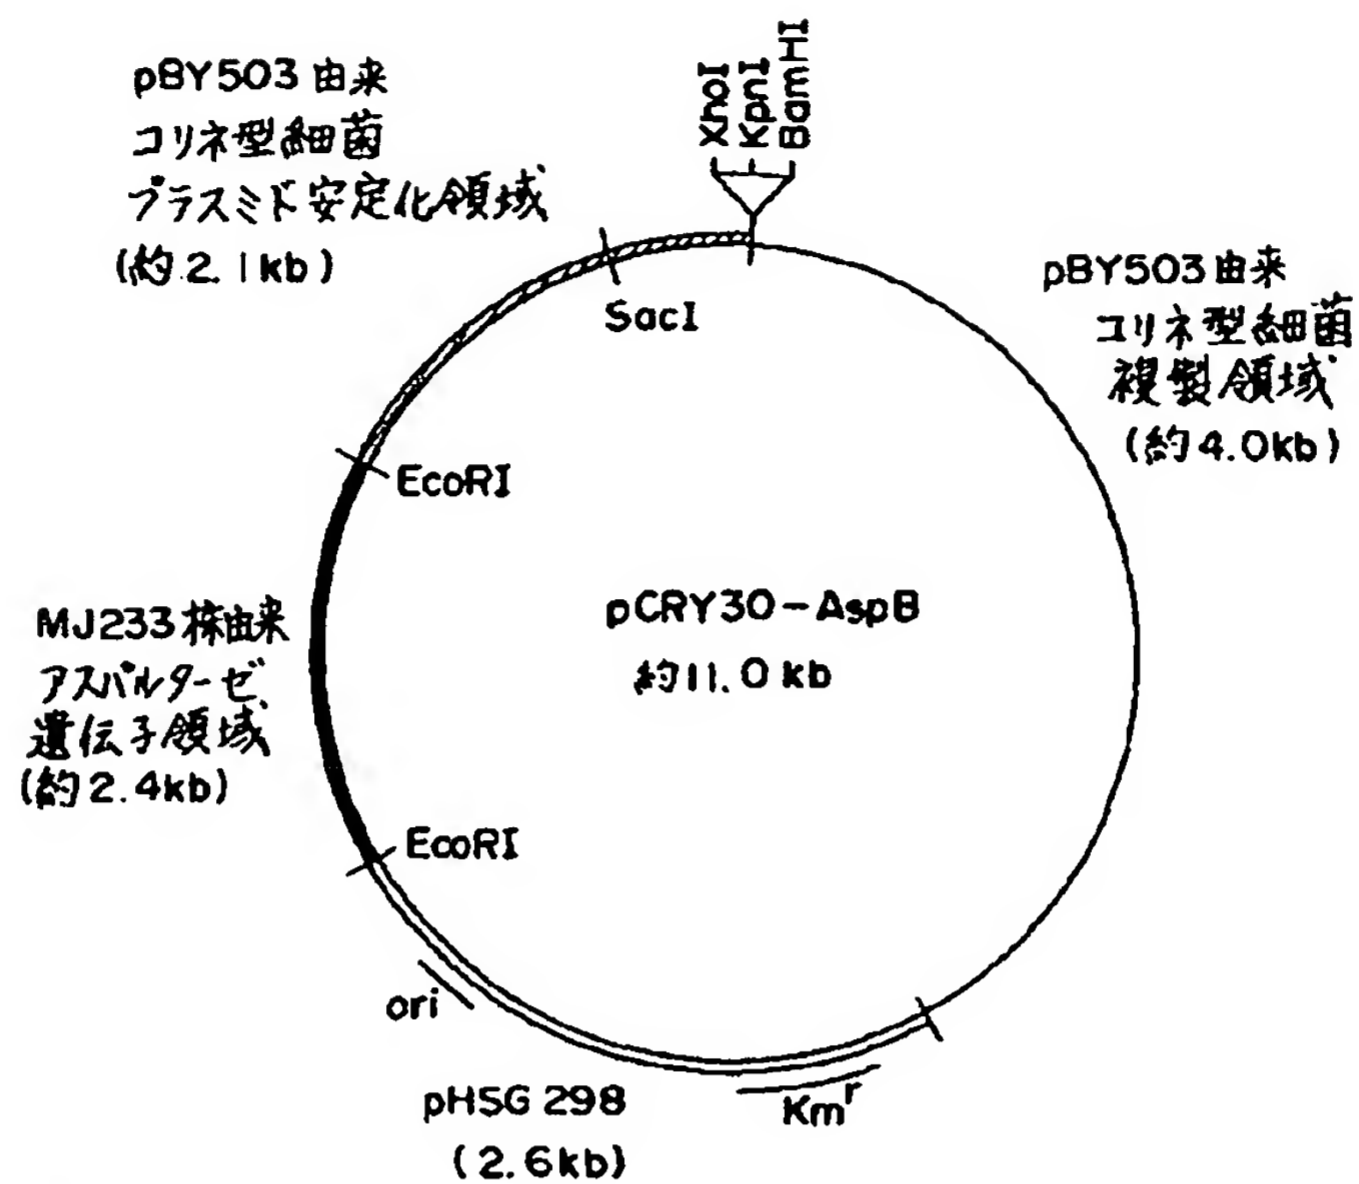 pBY503由来
コリネ型細菌
プラスミド安定化領域
(約2.1kb)
XhoI
KpnI
BamHI
SacI
pBY503由来
コリネ型細菌
複製領域
(約4.0kb)
EcoRI
MJ233株由来
アスパルターゼ
遺伝子領域
(約2.4kb)
pCRY30-AspB
約11.0kb
EcoRI
ori
Kmʳ
pHSG298
(2.6kb)